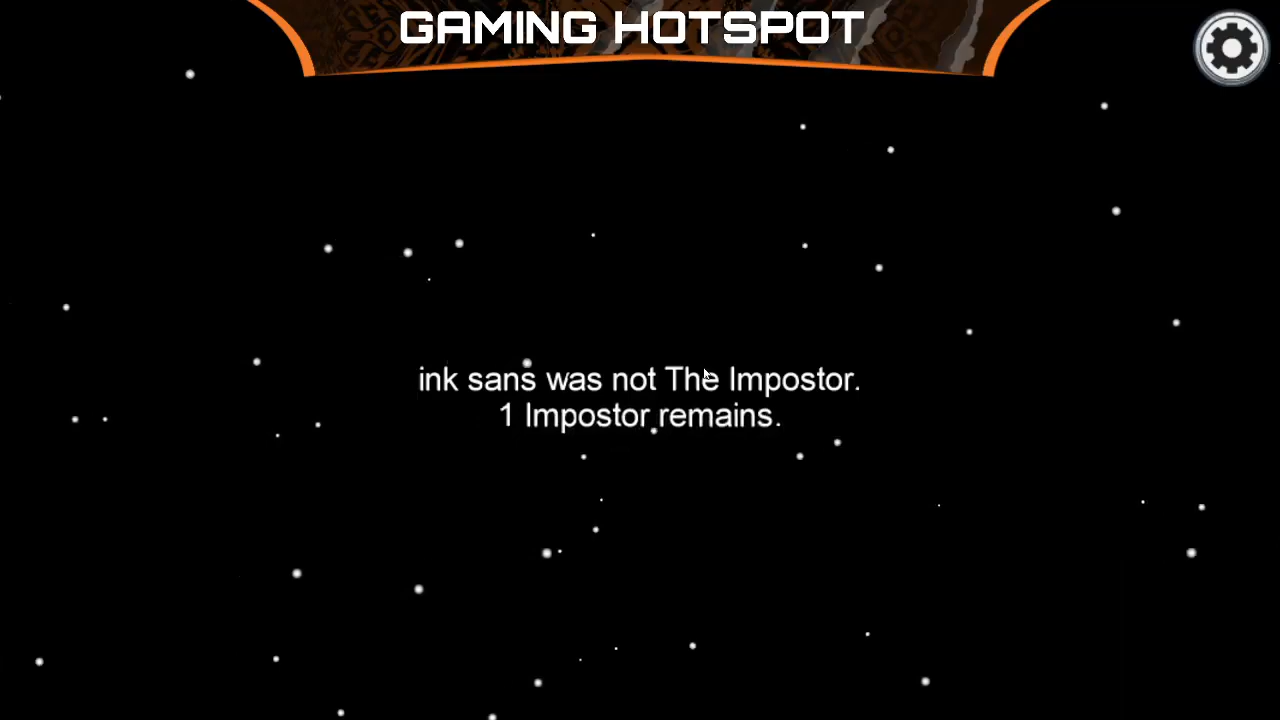 GAMING HOTSPOT
ink sans was not The Impostor.
1 Impostor remains.